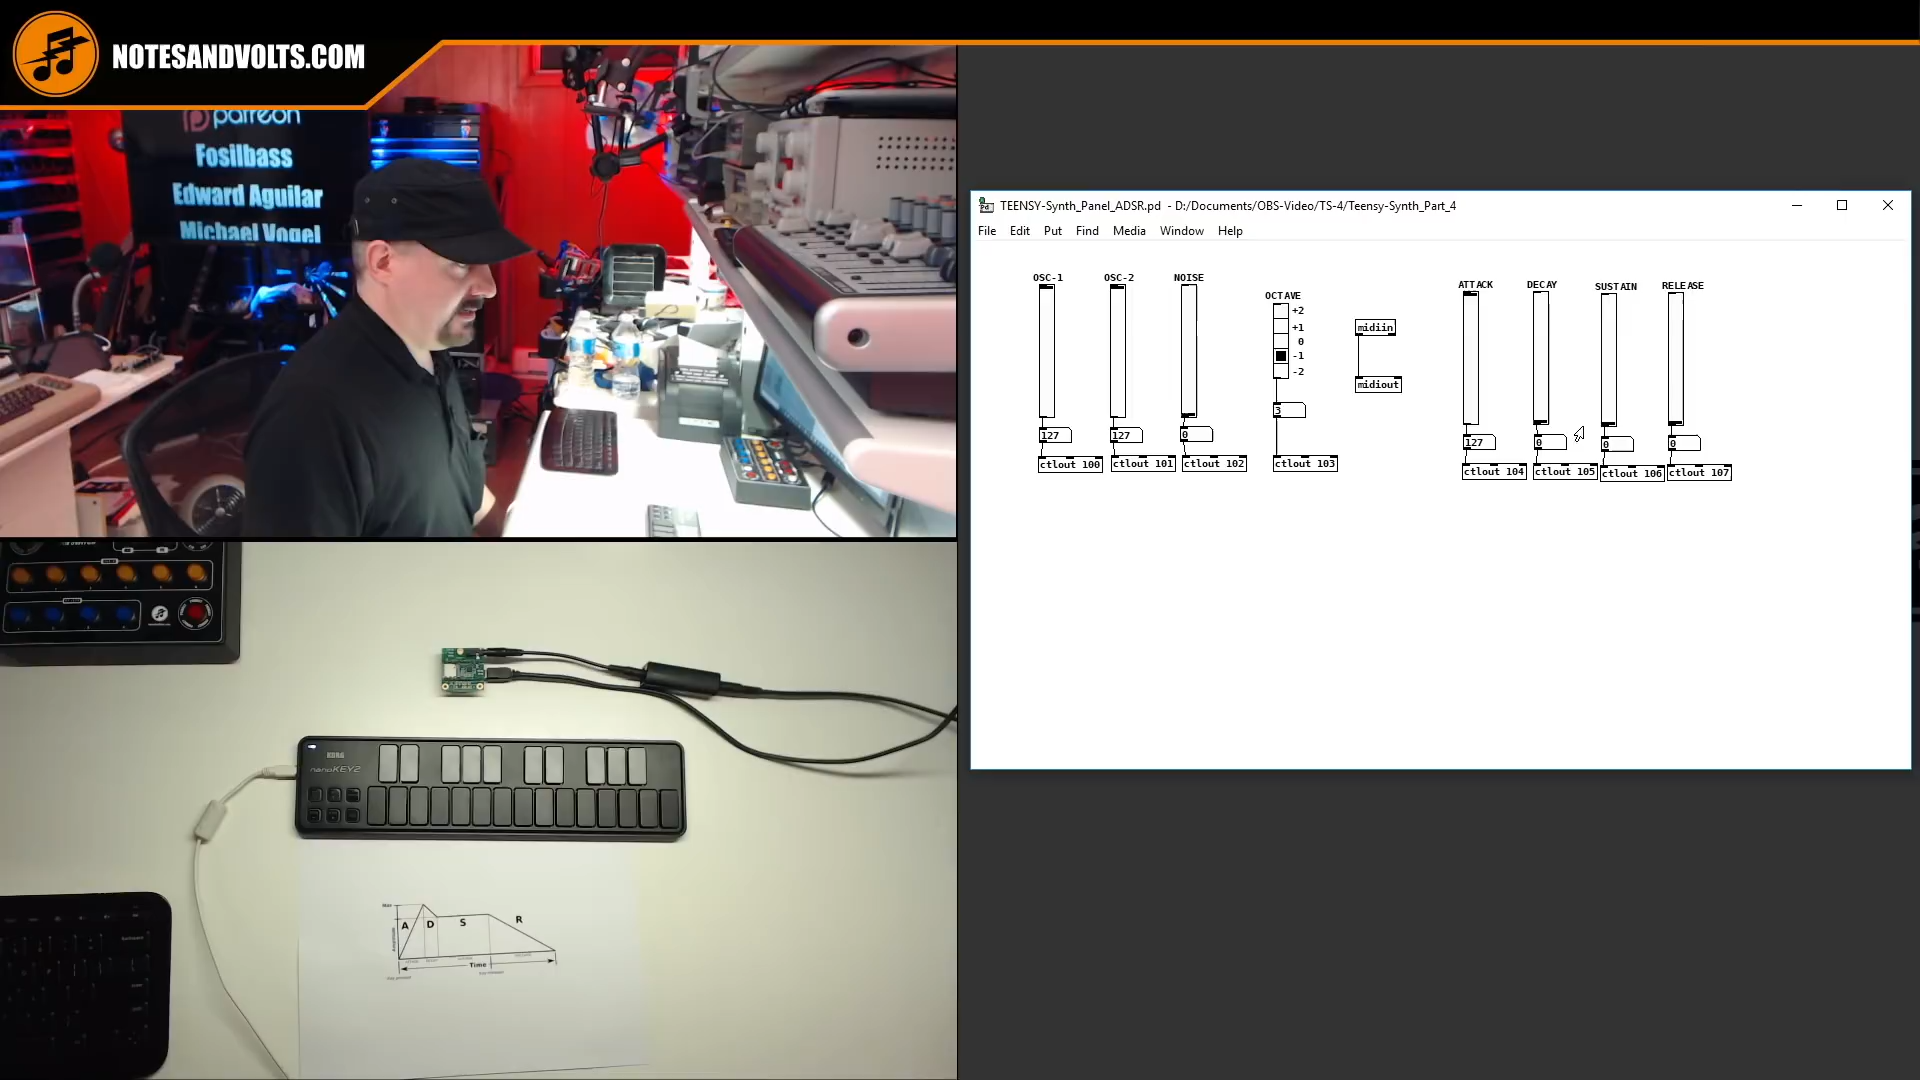 NOTESANDVOLTS.COM
patreon
Fosilbass
Edward Aguilar
Michael Vogel
TEENSY-Synth_Panel_ADSR.pd - D:/Documents/OBS-Video/TS-4/Teensy-Synth_Part_4
File Edit Put Find Media Window Help
OSC-1 OSC-2 NOISE
OCTAVE
+2
+1
0
-1
-2
3
127 127 0
ctlout 100 ctlout 101 ctlout 102 ctlout 103
midiin
midiout
ATTACK DECAY SUSTAIN RELEASE
127 0 0 0
ctlout 104 ctlout 105 ctlout 106 ctlout 107
KORG
nanoKEY2
A D S R
Time